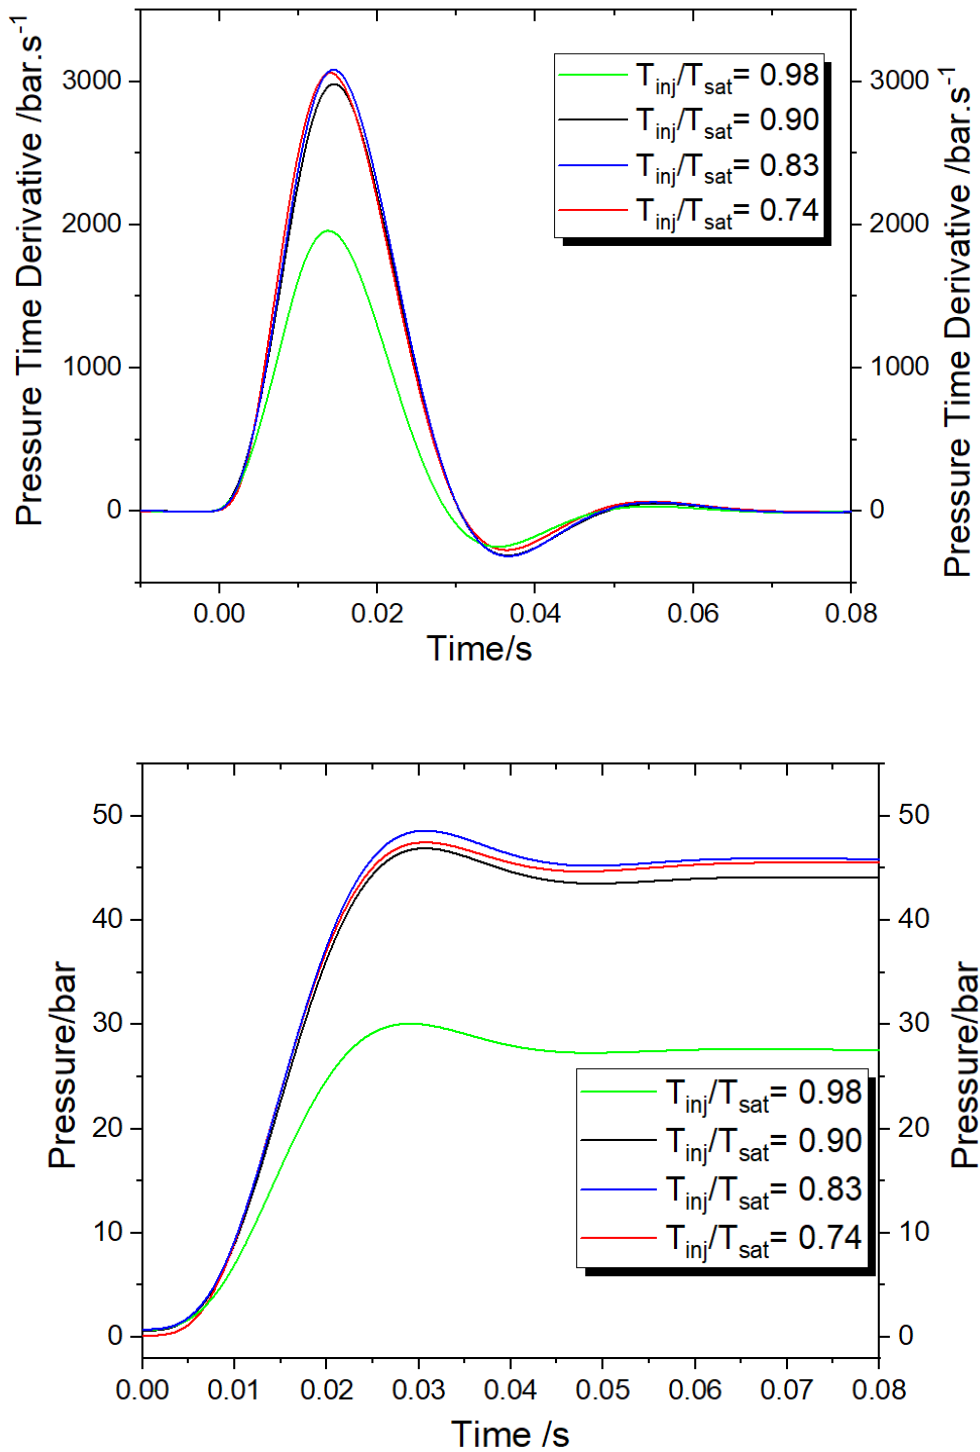 Pressure Time Derivative /bar.s⁻¹
3000
2000
1000
0
T_inj/T_sat= 0.98
T_inj/T_sat= 0.90
T_inj/T_sat= 0.83
T_inj/T_sat= 0.74
3000
2000
1000
0
Pressure Time Derivative /bar.s⁻¹
0.00 0.02 0.04 0.06 0.08
Time/s
Pressure/bar
50
40
30
20
10
0
T_inj/T_sat= 0.98
T_inj/T_sat= 0.90
T_inj/T_sat= 0.83
T_inj/T_sat= 0.74
50
40
30
20
10
0
Pressure/bar
0.00 0.01 0.02 0.03 0.04 0.05 0.06 0.07 0.08
Time /s